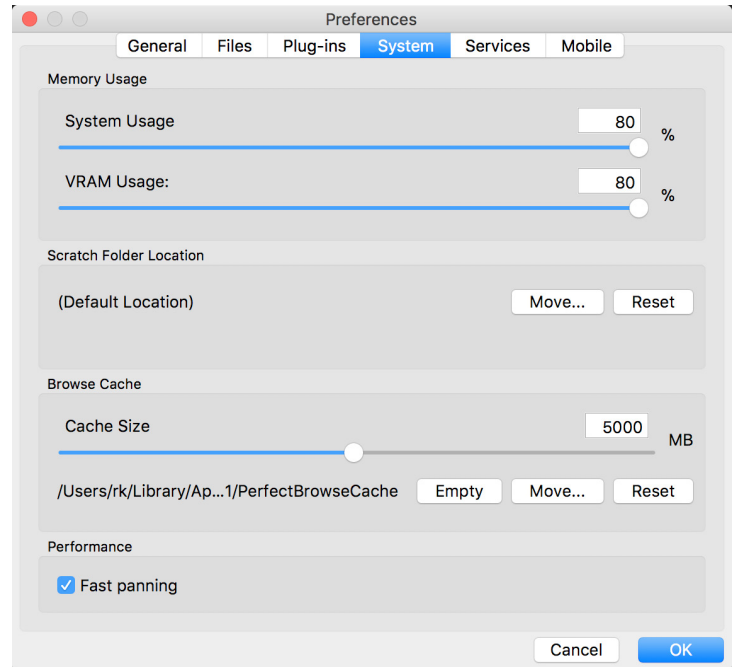 Preferences
General Files Plug-ins System Services Mobile
Memory Usage
System Usage 80 %
VRAM Usage: 80 %
Scratch Folder Location
(Default Location) Move... Reset
Browse Cache
Cache Size 5000 MB
/Users/rk/Library/Ap...1/PerfectBrowseCache Empty Move... Reset
Performance
Fast panning
Cancel OK